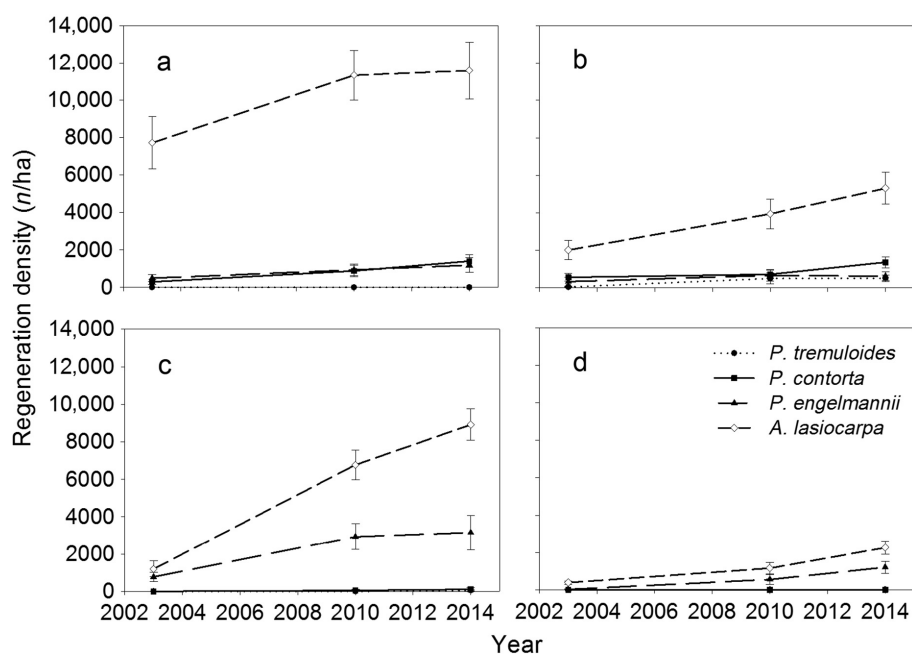 14,000
12,000
10,000
8000
6000
4000
2000
0
a
b
14,000
12,000
10,000
8000
6000
4000
2000
0
c
d
P. tremuloides
P. contorta
P. engelmannii
A. lasiocarpa
2002 2004 2006 2008 2010 2012 2014
2002 2004 2006 2008 2010 2012 2014
Year
Regeneration density (n/ha)